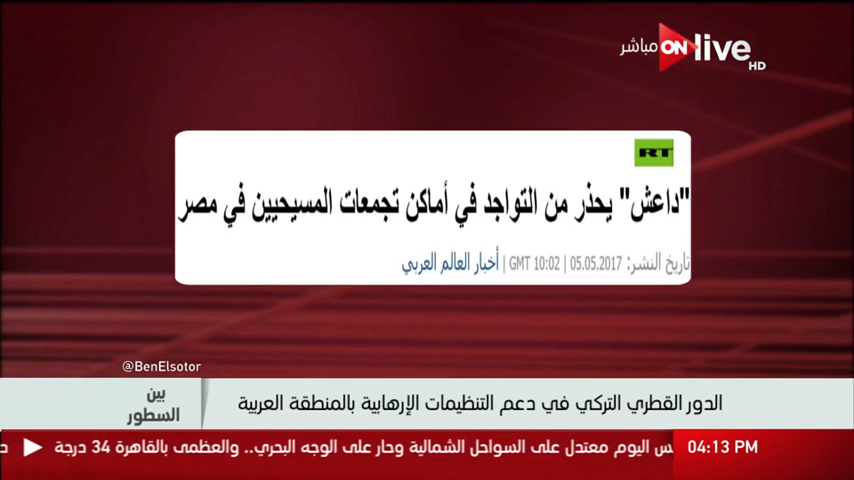 مباشر ON live HD
RT
"داعش" يحذر من التواجد في أماكن تجمعات المسيحيين في مصر
تاريخ النشر: 05.05.2017 | GMT 10:02 | أخبار العالم العربي
@BenElsotor
بين السطور
الدور القطري التركي في دعم التنظيمات الإرهابية بالمنطقة العربية
اليوم معتدل على السواحل الشمالية وحار على الوجه البحري.. والعظمى بالقاهرة 34 درجة
04:13 PM